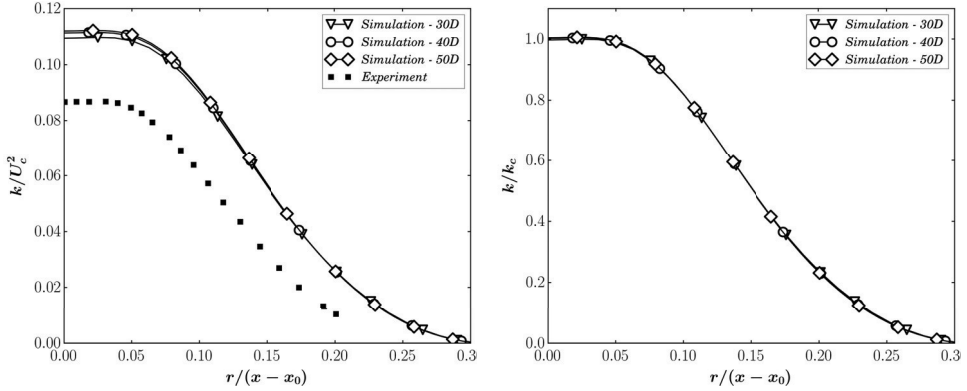 0.12
0.10
0.08
0.06
0.04
0.02
0.00
k/U_c^2
0.00 0.05 0.10 0.15 0.20 0.25 0.30
r/(x − x_0)
Simulation - 30D
Simulation - 40D
Simulation - 50D
Experiment
1.0
0.8
0.6
0.4
0.2
0.0
k/k_c
0.00 0.05 0.10 0.15 0.20 0.25 0.30
r/(x − x_0)
Simulation - 30D
Simulation - 40D
Simulation - 50D